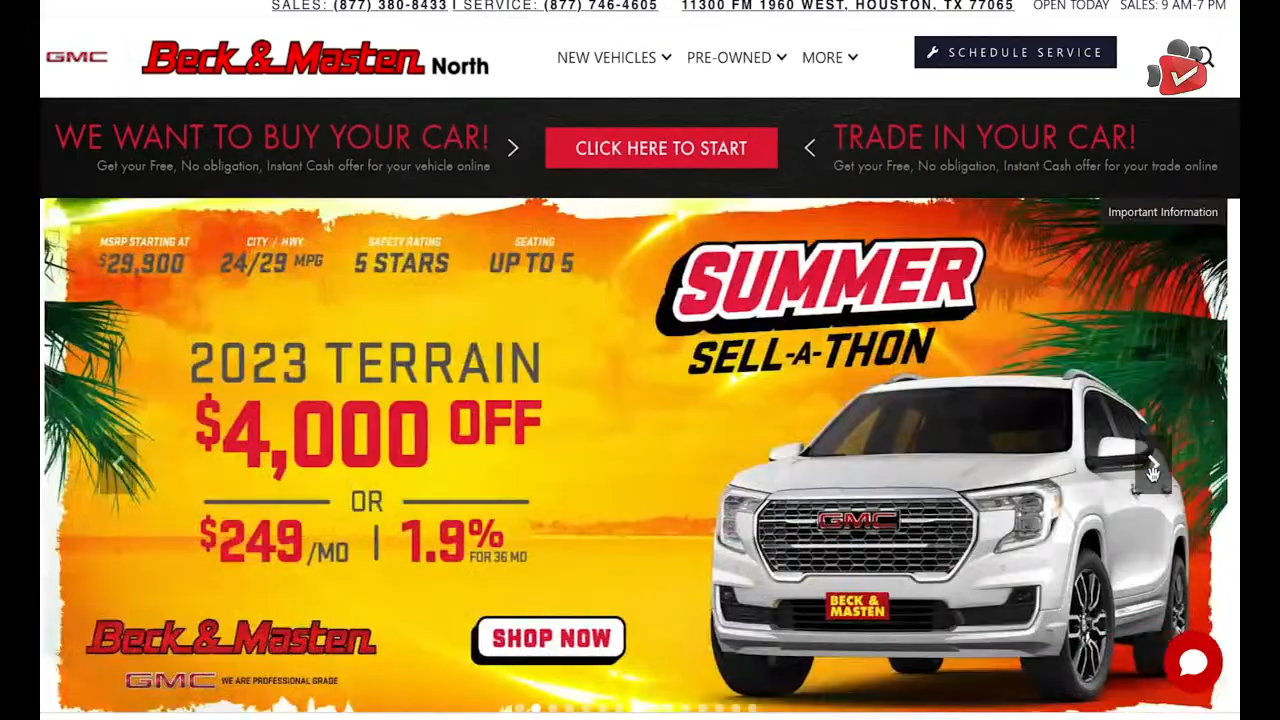 SALES: (877) 380-8433 | SERVICE: (877) 746-4605 11300 FM 1960 WEST, HOUSTON, TX 77065 OPEN TODAY SALES: 9 AM-7 PM
GMC Beck & Masten North NEW VEHICLES PRE-OWNED MORE SCHEDULE SERVICE
WE WANT TO BUY YOUR CAR!
Get your Free, No obligation, Instant Cash offer for your vehicle online
CLICK HERE TO START
TRADE IN YOUR CAR!
Get your Free, No obligation, Instant Cash offer for your trade online
Important Information
MSRP STARTING AT
$29,900
CITY / HWY
24/29 MPG
SAFETY RATING
5 STARS
SEATING
UP TO 5
SUMMER
SELL-A-THON
2023 TERRAIN
$4,000 OFF
OR
$249/MO | 1.9% FOR 36 MO
GMC
BECK &
MASTEN
Beck & Masten
GMC WE ARE PROFESSIONAL GRADE
SHOP NOW